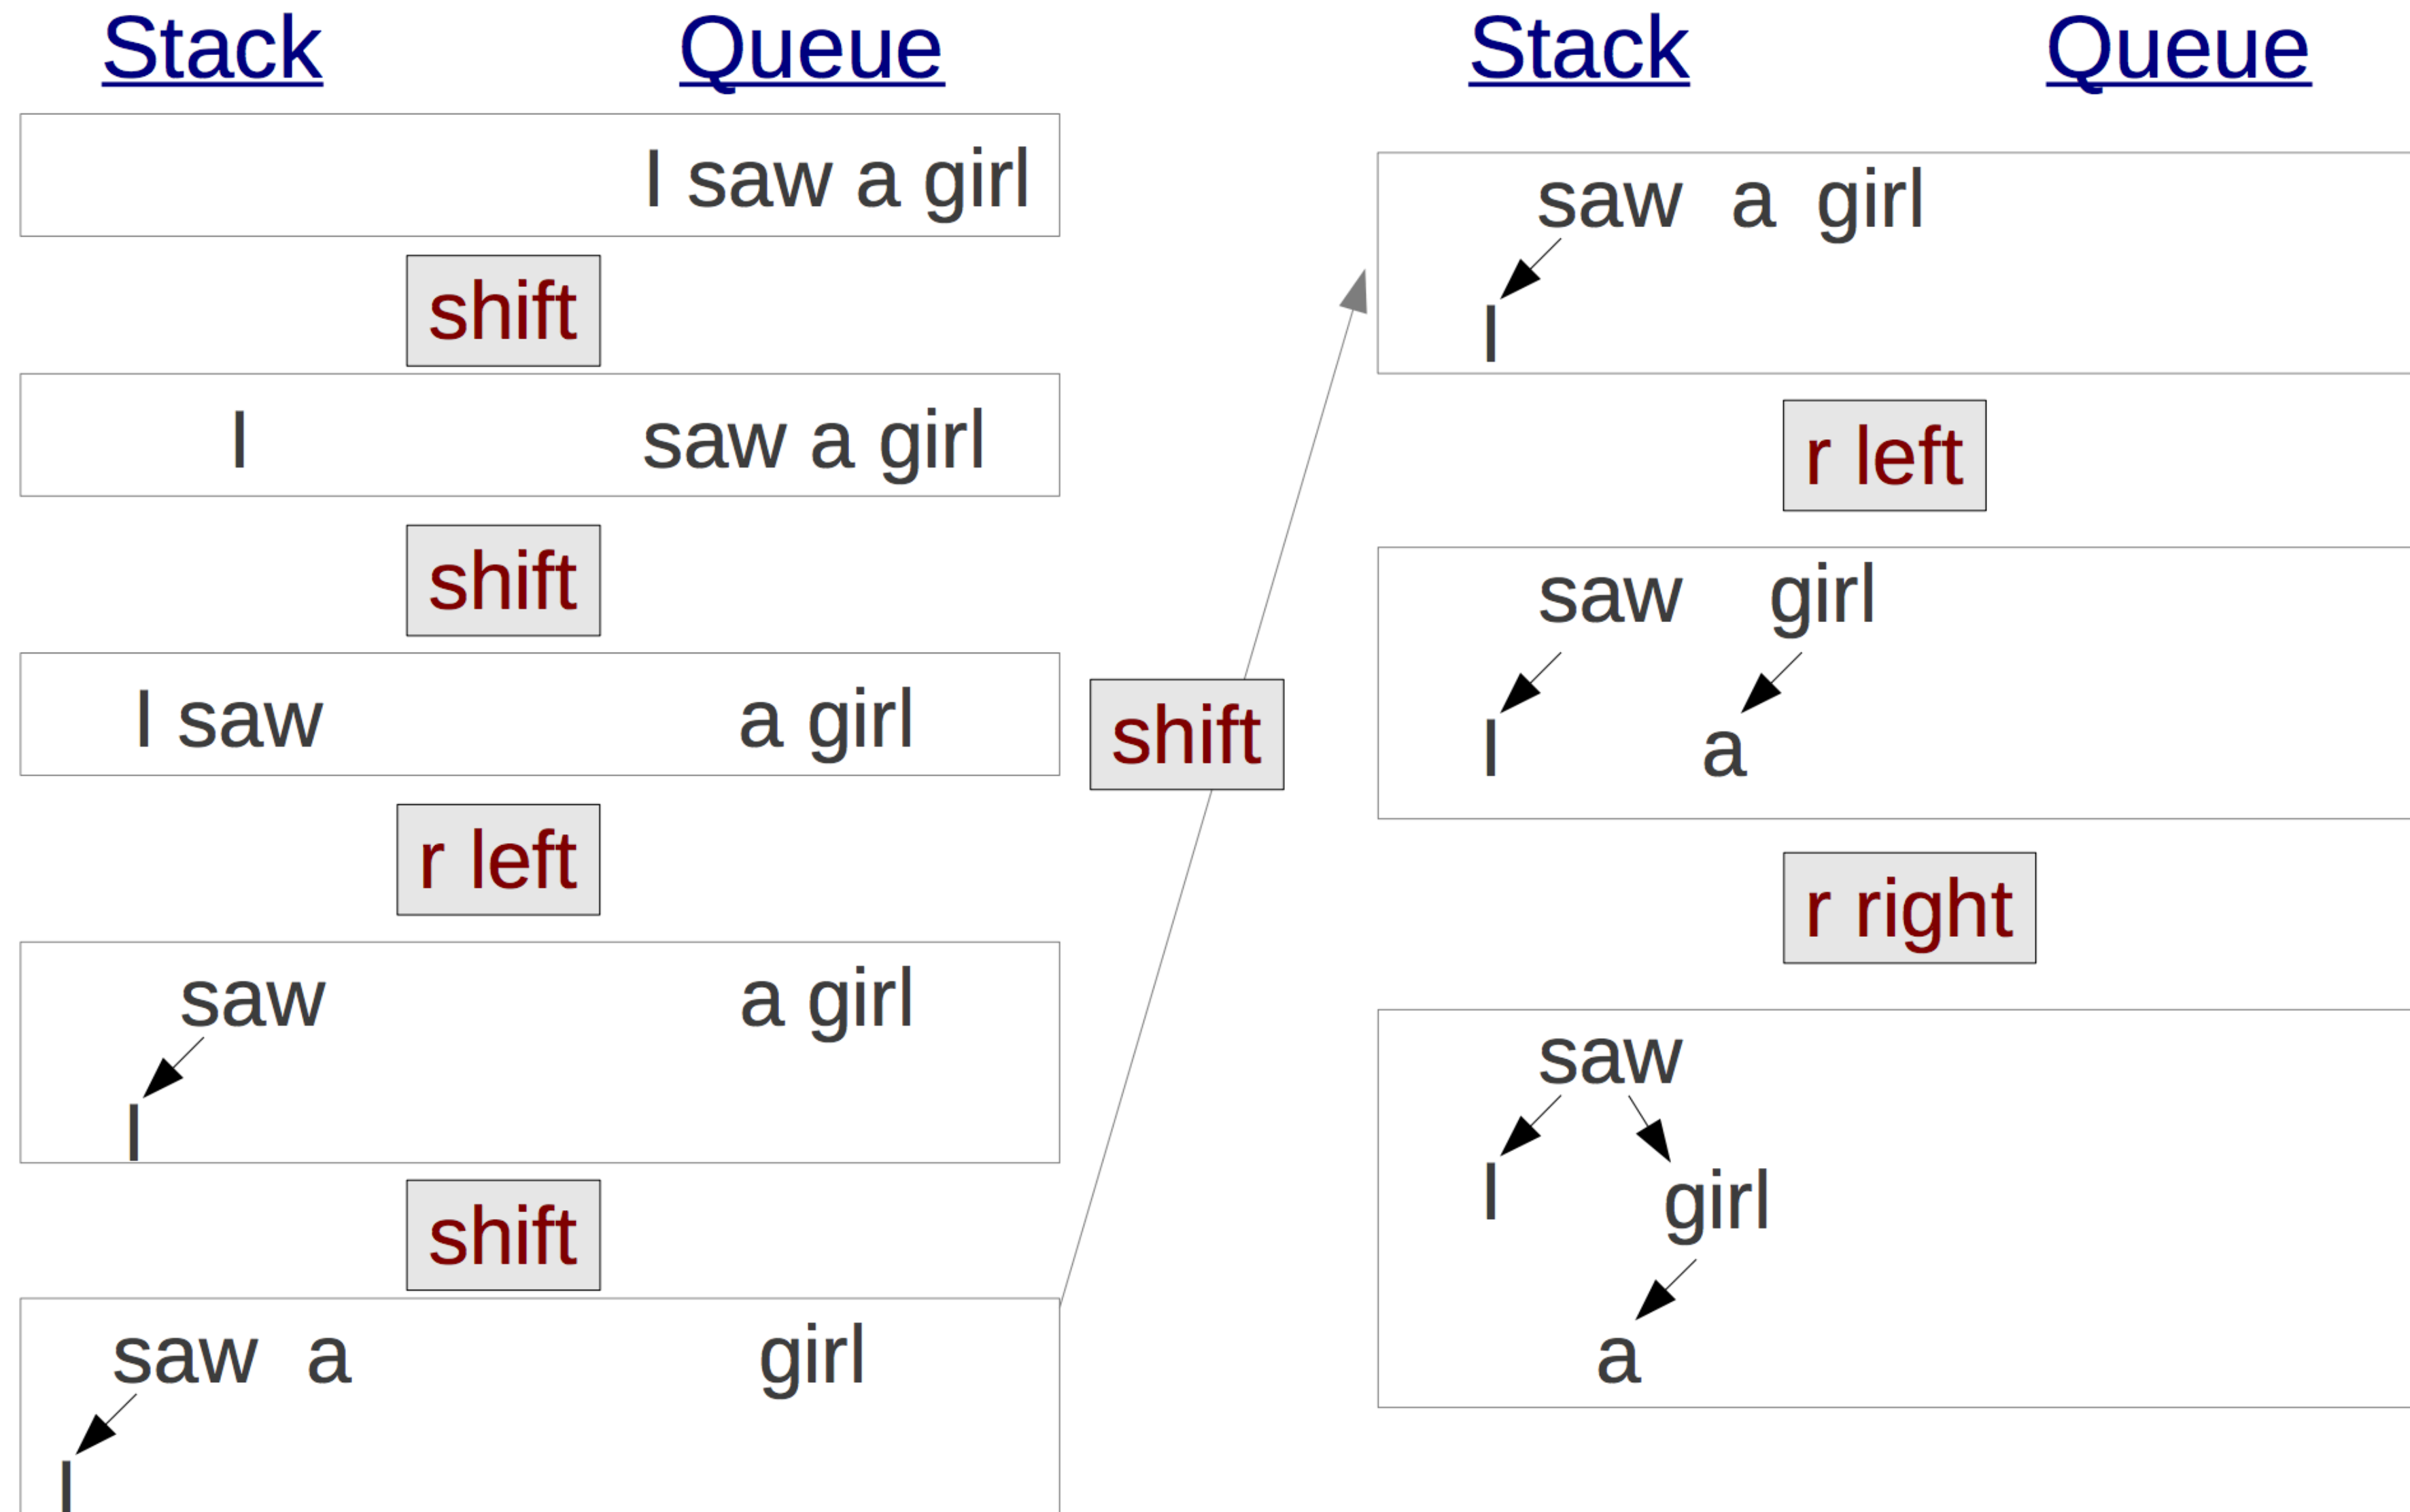 Stack Queue
I saw a girl
shift
I saw a girl
shift
I saw a girl
r left
saw a girl
I
shift
saw a girl
I
shift
Stack Queue
saw a girl
I
r left
saw girl
I a
r right
saw
I girl
a